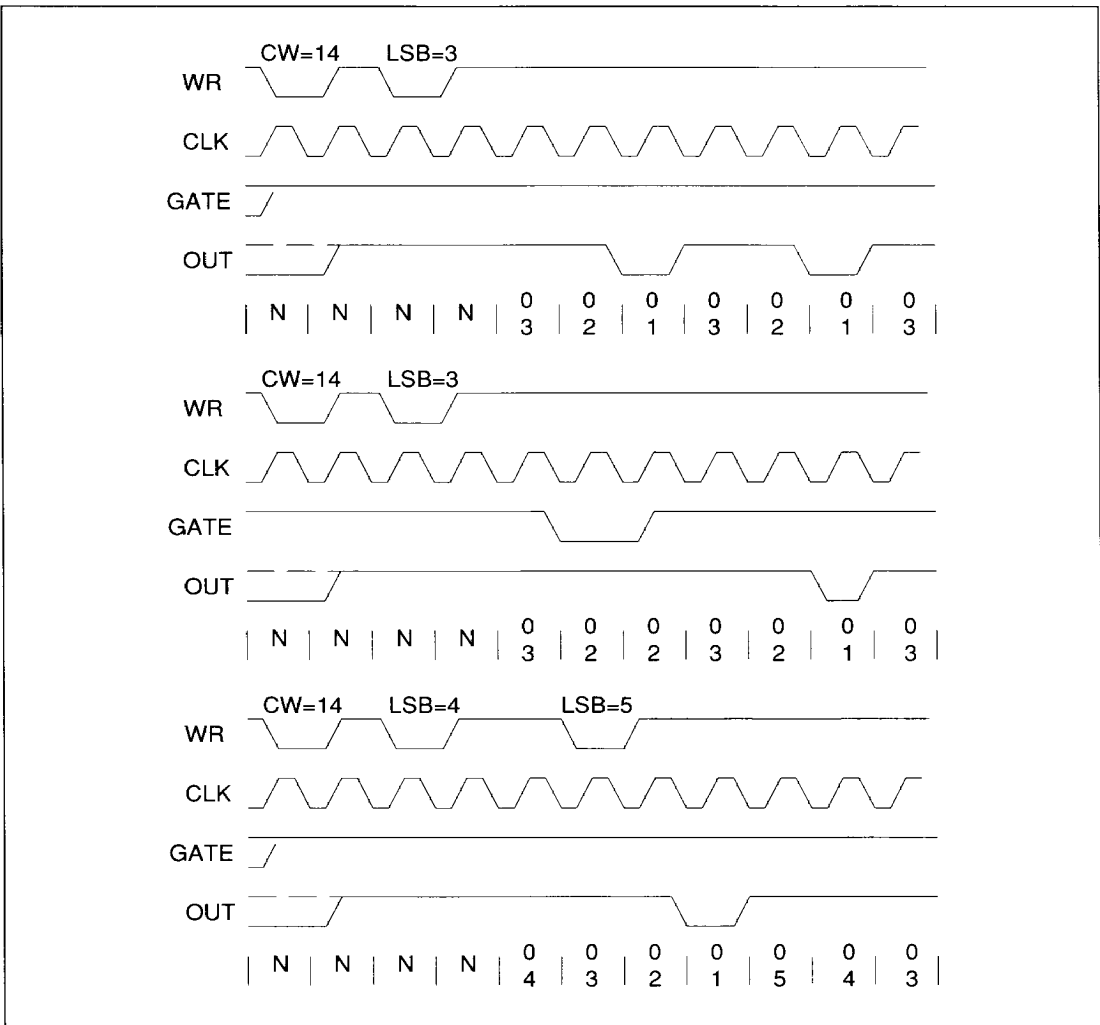 CW=14 LSB=3
WR
CLK
GATE
OUT
N N N N 0 0 0 0 0 0 0
3 2 1 3 2 1 3
CW=14 LSB=3
WR
CLK
GATE
OUT
N N N N 0 0 0 0 0 0 0
3 2 2 3 2 1 3
CW=14 LSB=4 LSB=5
WR
CLK
GATE
OUT
N N N N 0 0 0 0 0 0 0
4 3 2 1 5 4 3